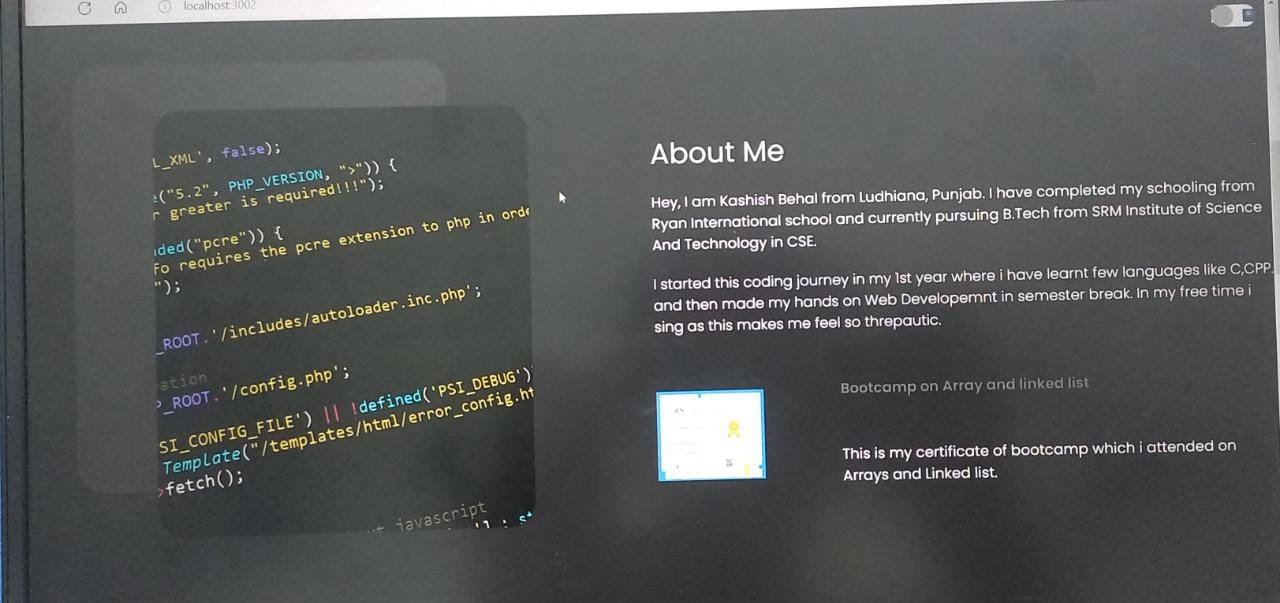 localhost:3002
L_XML', false);
("5.2", PHP_VERSION, ">")) {
r greater is required!!!");
ded("pcre")) {
fo requires the pcre extension to php in orde
");
_ROOT.'/includes/autoloader.inc.php';
ation
_ROOT.'/config.php';
SI_CONFIG_FILE') || !defined('PSI_DEBUG')
Template("/templates/html/error_config.ht
>fetch();
javascript
About Me
Hey, I am Kashish Behal from Ludhiana, Punjab. I have completed my schooling from
Ryan International school and currently pursuing B.Tech from SRM Institute of Science
And Technology in CSE.
I started this coding journey in my 1st year where i have learnt few languages like C,CPP.
and then made my hands on Web Developemnt in semester break. In my free time i
sing as this makes me feel so threpautic.
Bootcamp on Array and linked list
This is my certificate of bootcamp which i attended on
Arrays and Linked list.